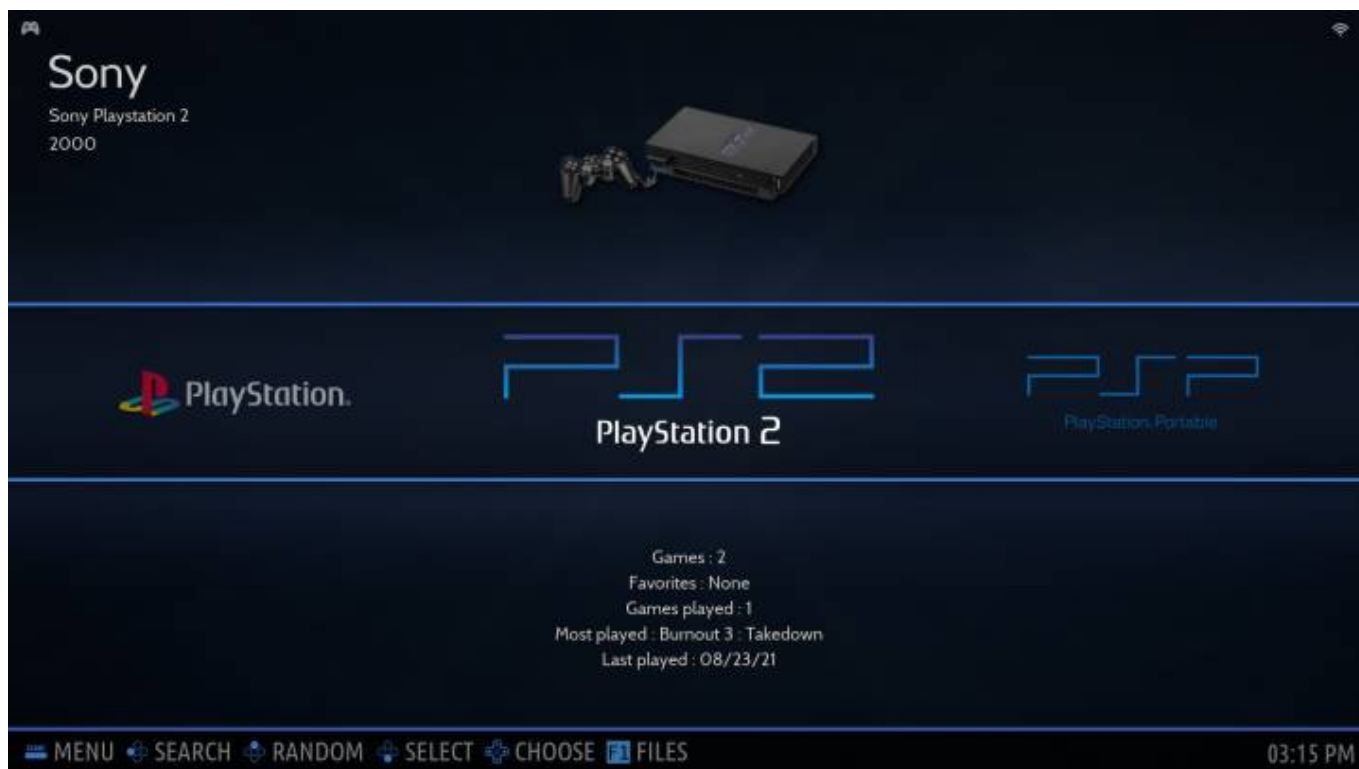 Sony
Sony Playstation 2
2000
PlayStation.
PS2
PlayStation 2
PSP
PlayStation Portable
Games : 2
Favorites : None
Games played : 1
Most played : Burnout 3 : Takedown
Last played : 08/23/21
MENU SEARCH RANDOM SELECT CHOOSE F1 FILES 03:15 PM